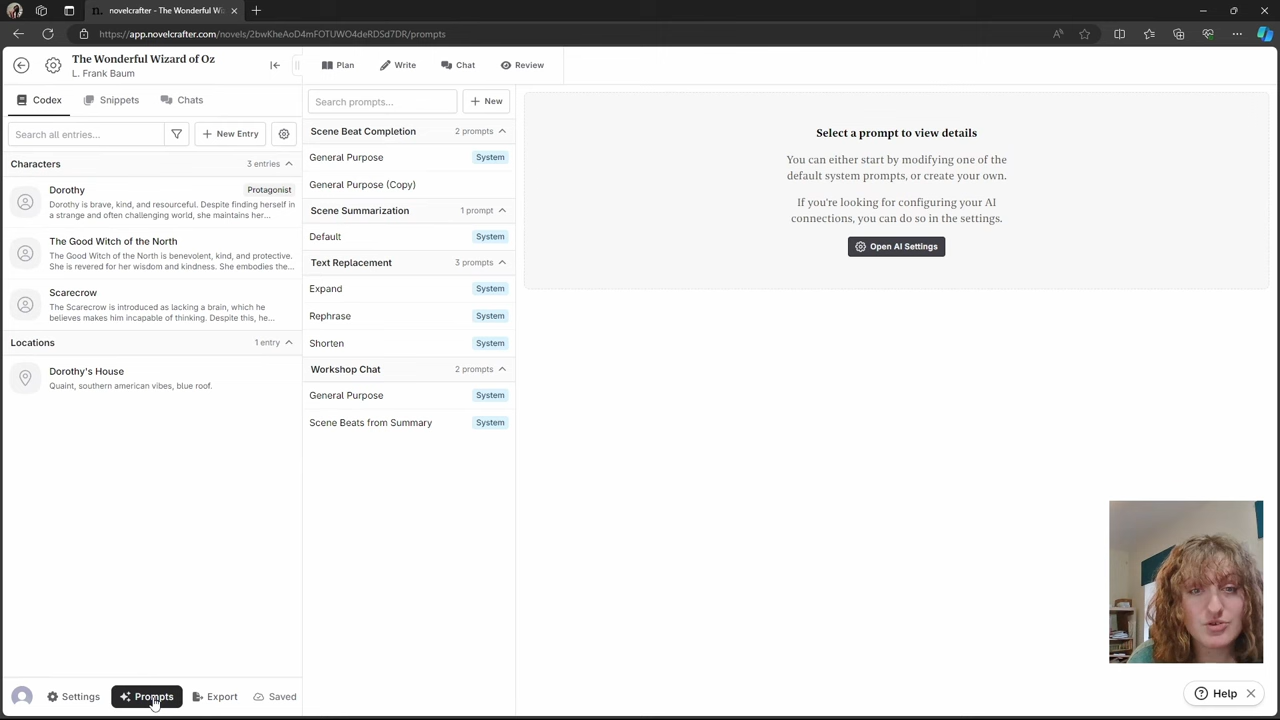 novelcrafter - The Wonderful Wi
https://app.novelcrafter.com/novels/2bwKheAoD4mFOTUWO4deRDSd7DR/prompts
The Wonderful Wizard of Oz
L. Frank Baum
Plan
Write
Chat
Review
Codex
Snippets
Chats
Search all entries...
New Entry
Characters
3 entries
Dorothy
Protagonist
Dorothy is brave, kind, and resourceful. Despite finding herself in
a strange and often challenging world, she maintains her...
The Good Witch of the North
The Good Witch of the North is benevolent, kind, and protective.
She is revered for her wisdom and kindness. She embodies the...
Scarecrow
The Scarecrow is introduced as lacking a brain, which he
believes makes him incapable of thinking. Despite this, he...
Locations
1 entry
Dorothy's House
Quaint, southern american vibes, blue roof.
Settings
Prompts
Export
Saved
Search prompts...
New
Scene Beat Completion
2 prompts
General Purpose
System
General Purpose (Copy)
Scene Summarization
1 prompt
Default
System
Text Replacement
3 prompts
Expand
System
Rephrase
System
Shorten
System
Workshop Chat
2 prompts
General Purpose
System
Scene Beats from Summary
System
Select a prompt to view details
You can either start by modifying one of the
default system prompts, or create your own.
If you're looking for configuring your AI
connections, you can do so in the settings.
Open AI Settings
Help